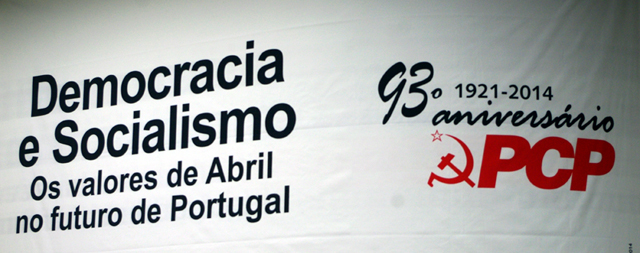 Democracia
e Socialismo
Os valores de Abril
no futuro de Portugal
93º 1921-2014
aniversário
PCP